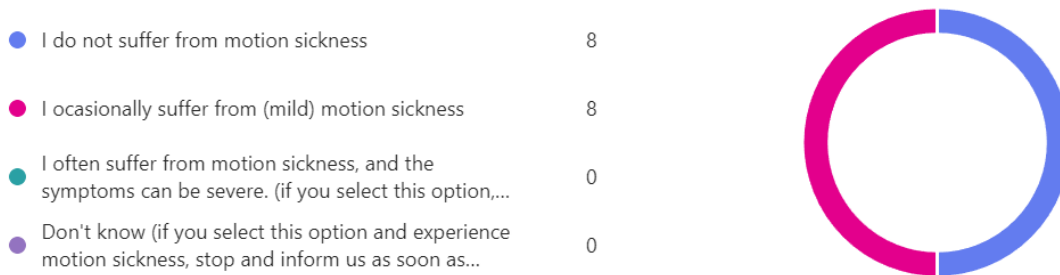 I do not suffer from motion sickness 8
I ocasionally suffer from (mild) motion sickness 8
I often suffer from motion sickness, and the
symptoms can be severe. (if you select this option,... 0
Don't know (if you select this option and experience
motion sickness, stop and inform us as soon as... 0